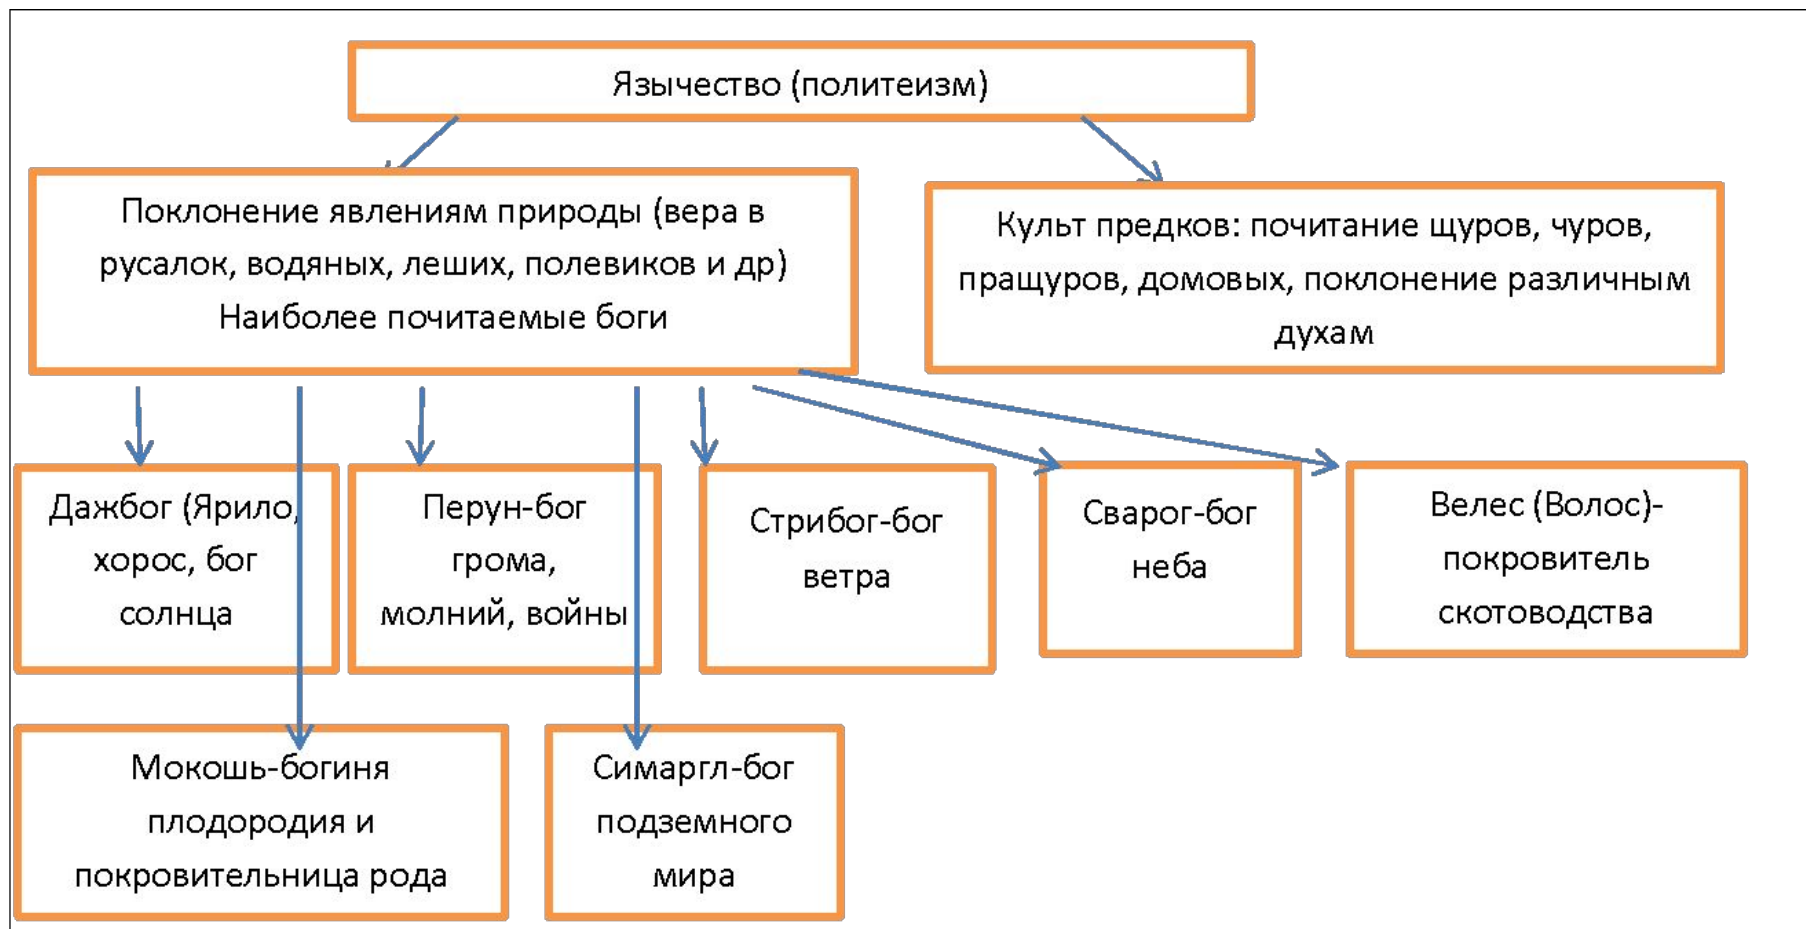 Язычество (политеизм)
Поклонение явлениям природы (вера в
русалок, водяных, леших, полевиков и др)
Наиболее почитаемые боги
Культ предков: почитание щуров, чуров,
пращуров, домовых, поклонение различным
духам
Дажбог (Ярило,
хорос, бог
солнца
Перун-бог
грома,
молний, войны
Стрибог-бог
ветра
Сварог-бог
неба
Велес (Волос)-
покровитель
скотоводства
Мокошь-богиня
плодородия и
покровительница рода
Симаргл-бог
подземного
мира